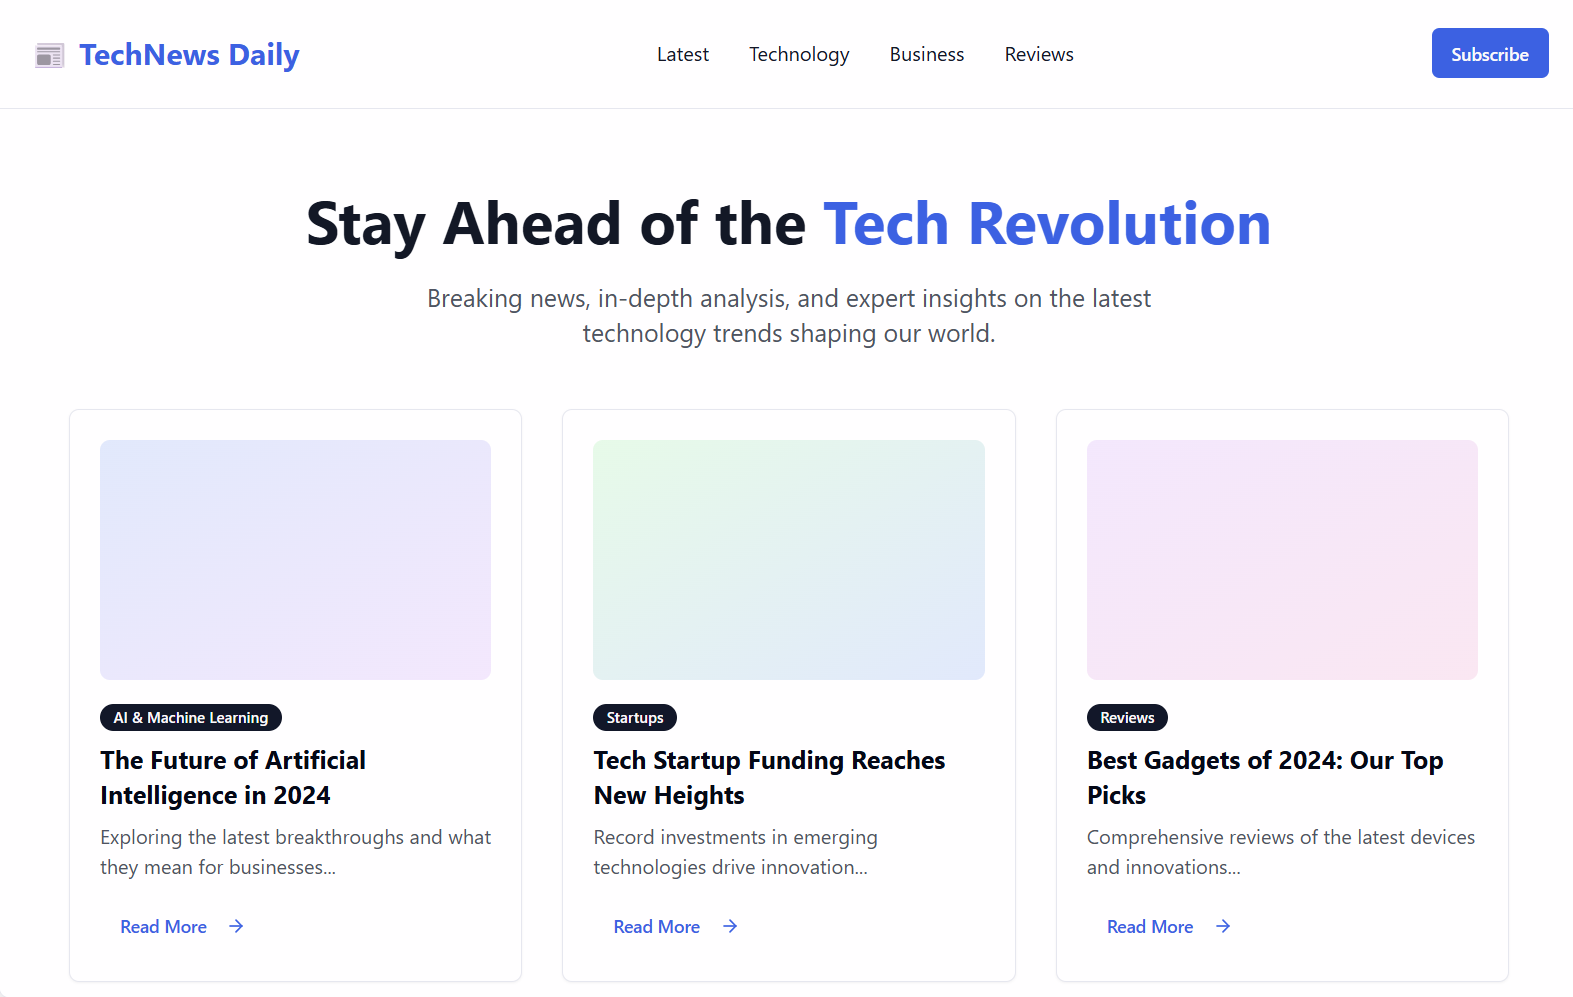 TechNews Daily
Latest
Technology
Business
Reviews
Subscribe
Stay Ahead of the Tech Revolution
Breaking news, in-depth analysis, and expert insights on the latest
technology trends shaping our world.
AI & Machine Learning
The Future of Artificial
Intelligence in 2024
Exploring the latest breakthroughs and what
they mean for businesses...
Read More
Startups
Tech Startup Funding Reaches
New Heights
Record investments in emerging
technologies drive innovation...
Read More
Reviews
Best Gadgets of 2024: Our Top
Picks
Comprehensive reviews of the latest devices
and innovations...
Read More